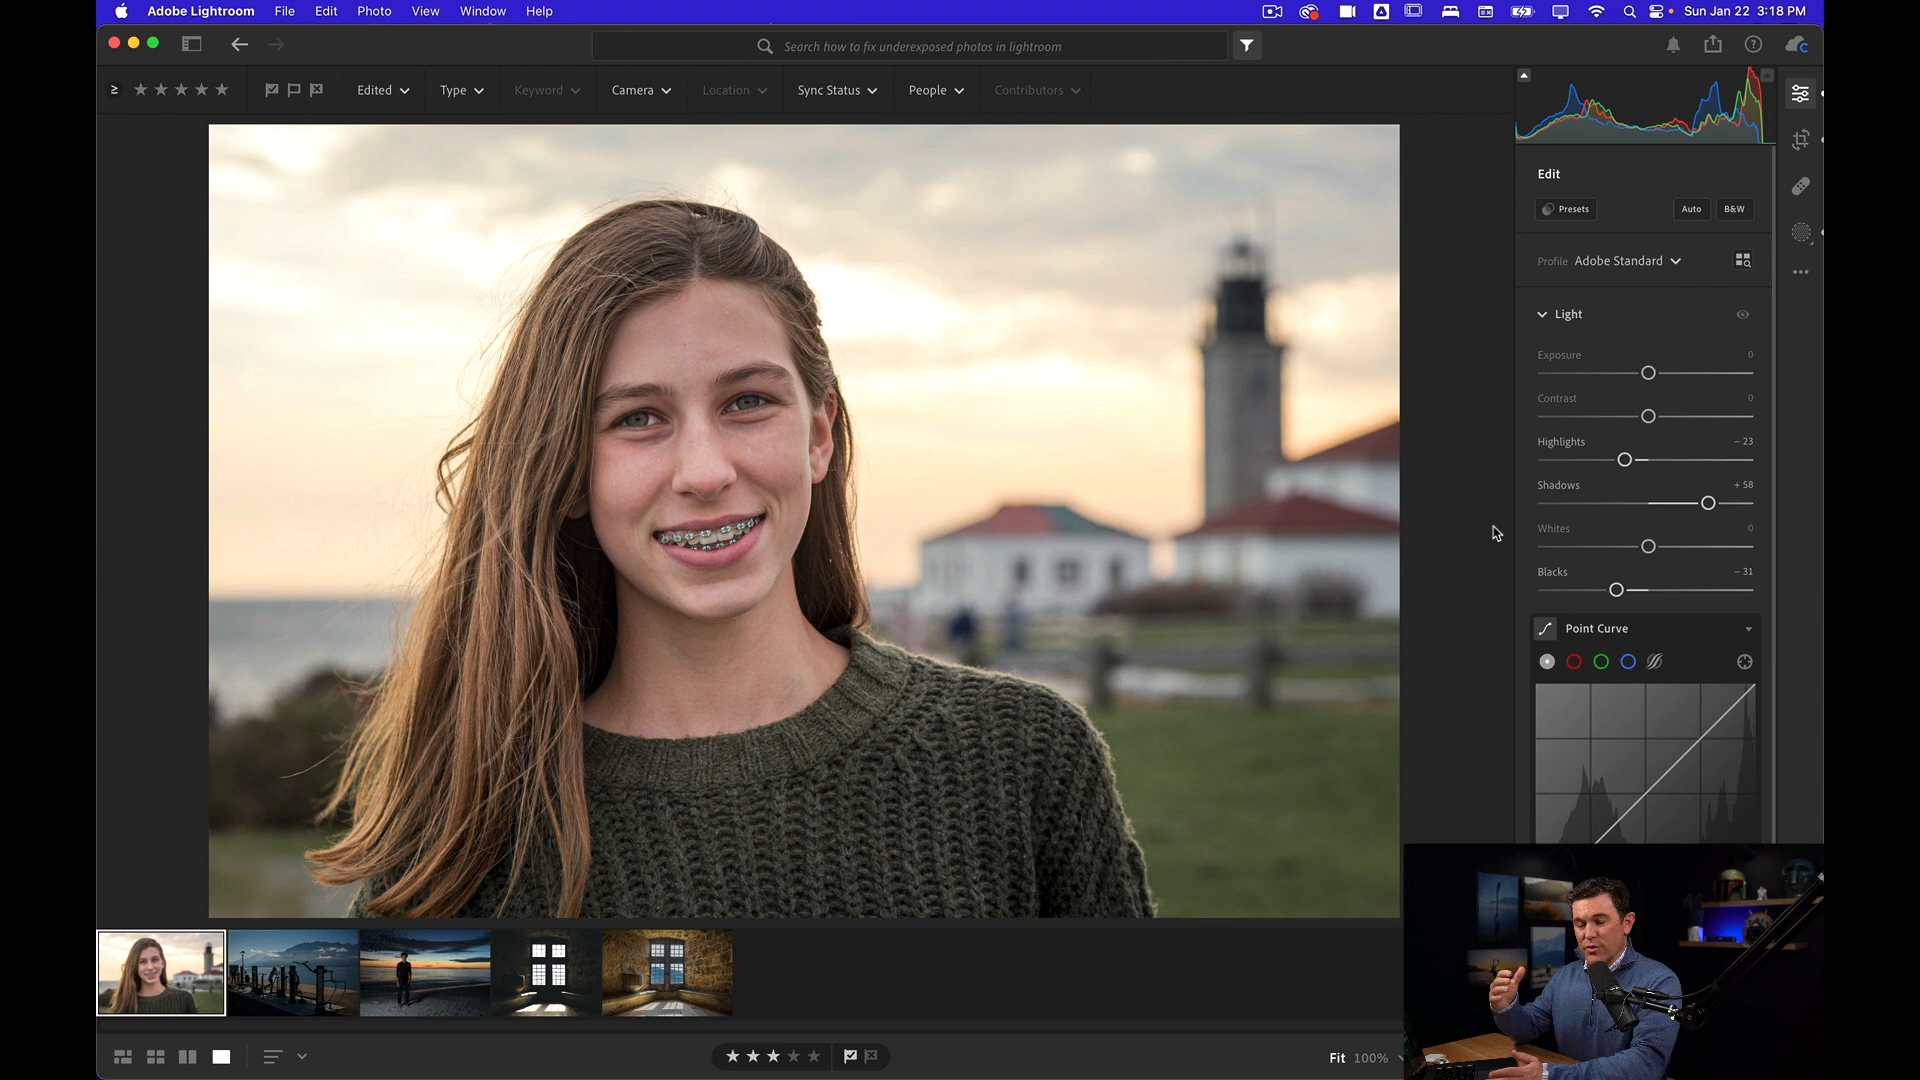 Adobe Lightroom File Edit Photo View Window Help Sun Jan 22 3:18 PM
Search how to fix underexposed photos in lightroom
≥ Edited Type Keyword Camera Location Sync Status People Contributors
Edit
Presets Auto B&W
Profile Adobe Standard
Light
Exposure 0
Contrast 0
Highlights – 23
Shadows + 58
Whites 0
Blacks – 31
Point Curve
Fit 100%